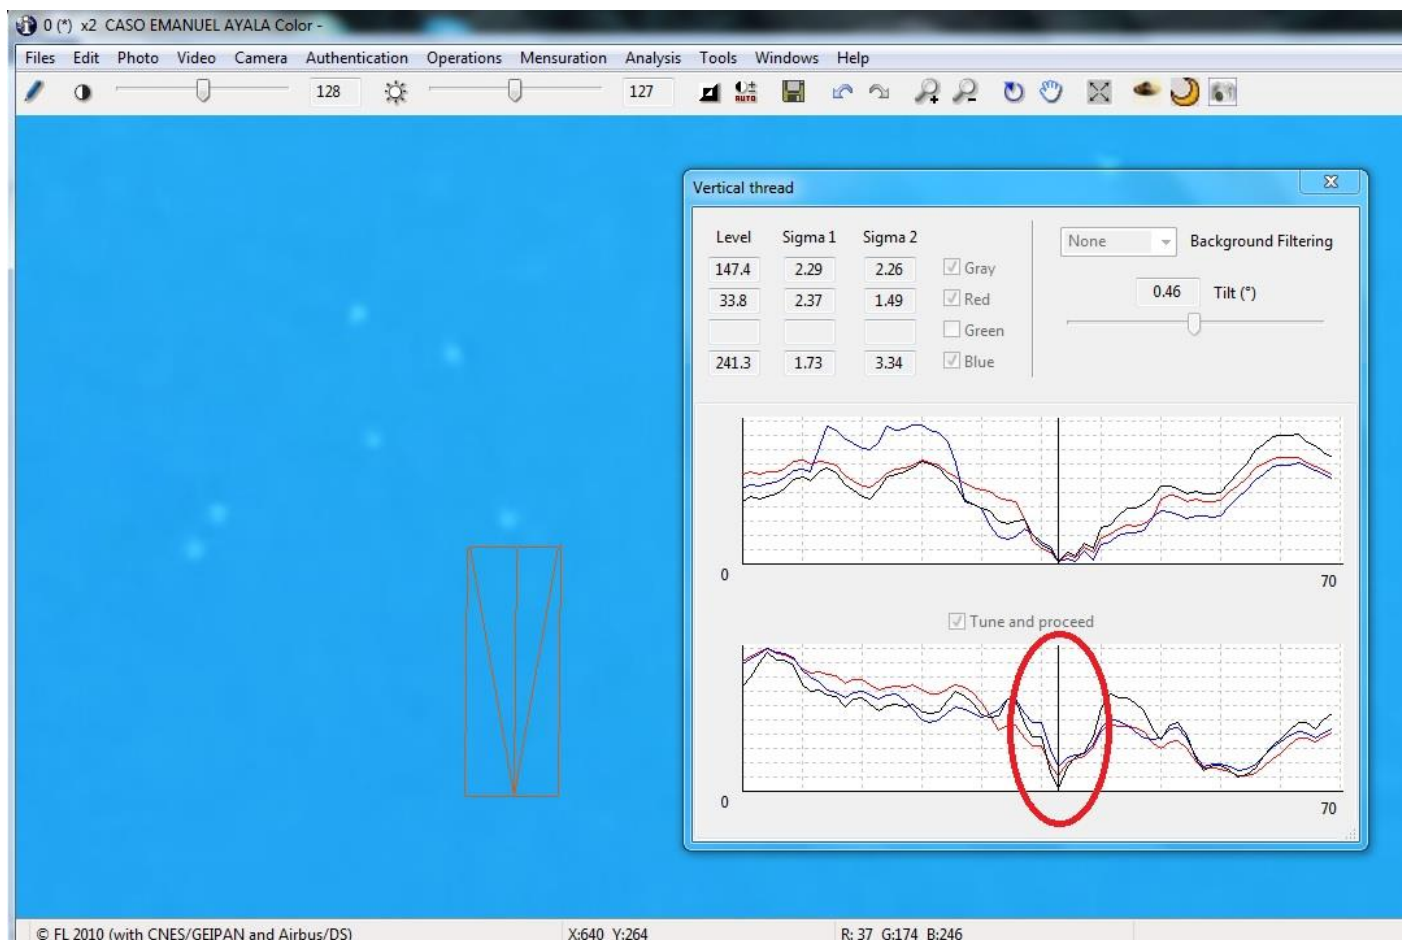 0 (*) x2 CASO EMANUEL AYALA Color -
Files Edit Photo Video Camera Authentication Operations Mensuration Analysis Tools Windows Help
128 127 AUTO
Vertical thread
Level Sigma 1 Sigma 2 None Background Filtering
147.4 2.29 2.26 Gray
33.8 2.37 1.49 Red 0.46 Tilt (°)
Green
241.3 1.73 3.34 Blue
0 70
Tune and proceed
0 70
© FL 2010 (with CNES/GEIPAN and Airbus/DS) X:640 Y:264 R: 37 G:174 B:246